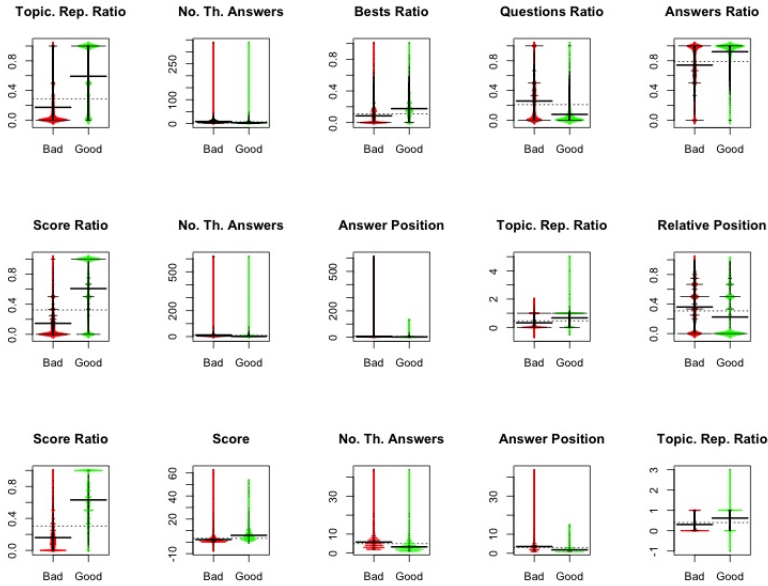 Topic. Rep. Ratio No. Th. Answers Bests Ratio Questions Ratio Answers Ratio
0.0 0.4 0.8 0 100 250 0.0 0.4 0.8 0.0 0.4 0.8 0.0 0.4 0.8
Bad Good Bad Good Bad Good Bad Good Bad Good
Score Ratio No. Th. Answers Answer Position Topic. Rep. Ratio Relative Position
0.0 0.4 0.8 0 200 500 0 200 500 0 2 4 0.0 0.4 0.8
Bad Good Bad Good Bad Good Bad Good Bad Good
Score Ratio Score No. Th. Answers Answer Position Topic. Rep. Ratio
0.0 0.4 0.8 -10 20 40 60 0 10 30 0 10 30 -1 0 1 2 3
Bad Good Bad Good Bad Good Bad Good Bad Good